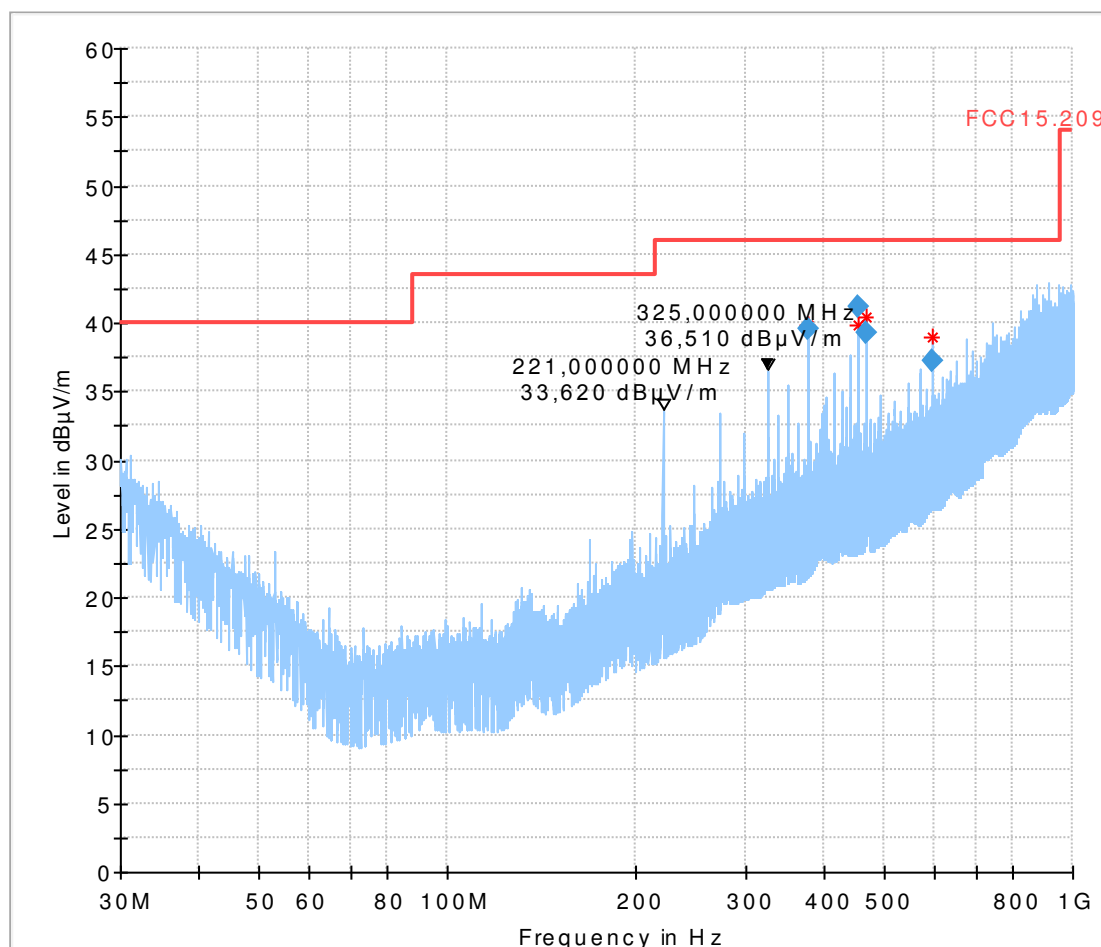 60
55
FCC15.209
50
45
40
35
30
25
20
15
10
5
0
Level in dBµV/m
325,000000 MHz
36,510 dBµV/m
221,000000 MHz
33,620 dBµV/m
30M 50 60 80 100M 200 300 400 500 800 1G
Frequency in Hz